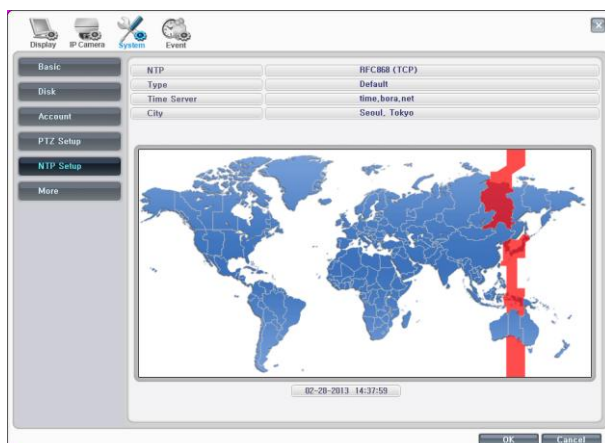 Display IP Camera System Event
Basic
Disk
Account
PTZ Setup
NTP Setup
More
NTP RFC868 (TCP)
Type Default
Time Server time,bora,net
City Seoul, Tokyo
02-28-2013 14:37:59
OK Cancel